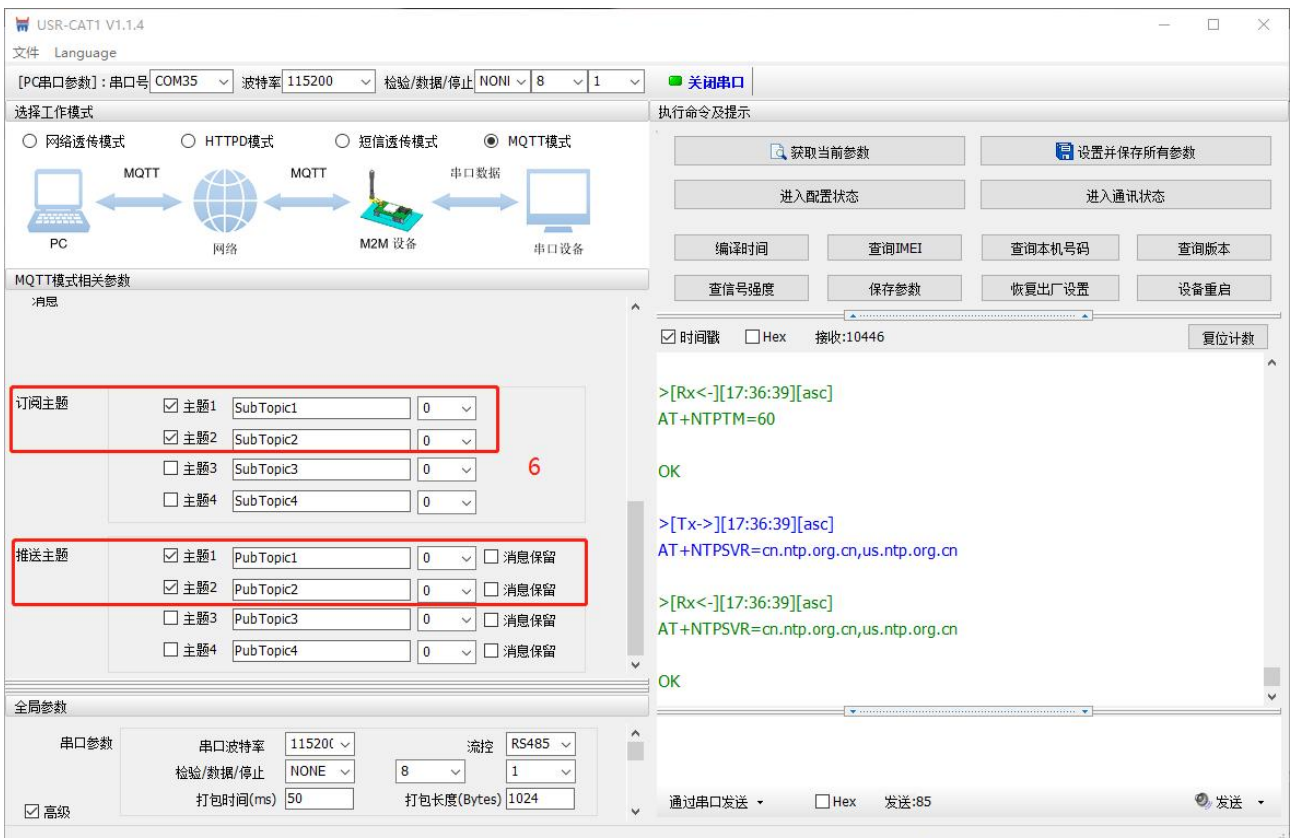 USR-CAT1 V1.1.4
文件 Language
[PC串口参数]：串口号 COM35 波特率 115200 检验/数据/停止 NONI 8 1 关闭串口
选择工作模式
网络透传模式 HTTPD模式 短信透传模式 MQTT模式
MQTT MQTT 串口数据
PC 网络 M2M 设备 串口设备
MQTT模式相关参数
消息
订阅主题 主题1 SubTopic1 0
主题2 SubTopic2 0
主题3 SubTopic3 0
主题4 SubTopic4 0
6
推送主题 主题1 PubTopic1 0 消息保留
主题2 PubTopic2 0 消息保留
主题3 PubTopic3 0 消息保留
主题4 PubTopic4 0 消息保留
全局参数
串口参数 串口波特率 11520( 流控 RS485
检验/数据/停止 NONE 8 1
打包时间(ms) 50 打包长度(Bytes) 1024
高级
执行命令及提示
获取当前参数 设置并保存所有参数
进入配置状态 进入通讯状态
编译时间 查询IMEI 查询本机号码 查询版本
查信号强度 保存参数 恢复出厂设置 设备重启
时间戳 Hex 接收:10446 复位计数
>[Rx<-][17:36:39][asc]
AT+NTPTM=60
OK
>[Tx->][17:36:39][asc]
AT+NTPSVR=cn.ntp.org.cn,us.ntp.org.cn
>[Rx<-][17:36:39][asc]
AT+NTPSVR=cn.ntp.org.cn,us.ntp.org.cn
OK
通过串口发送 Hex 发送:85 发送